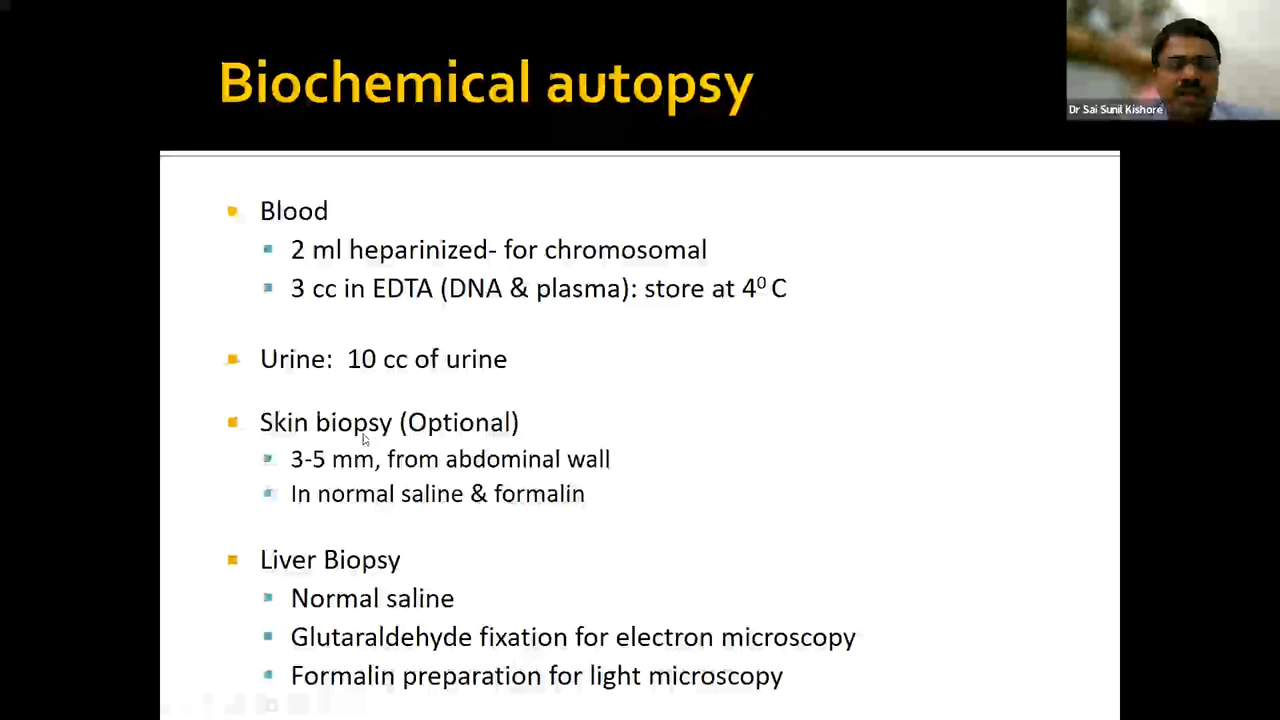 Biochemical autopsy
Dr Sai Sunil Kishore
Blood
2 ml heparinized- for chromosomal
3 cc in EDTA (DNA & plasma): store at 4⁰ C
Urine: 10 cc of urine
Skin biopsy (Optional)
3-5 mm, from abdominal wall
In normal saline & formalin
Liver Biopsy
Normal saline
Glutaraldehyde fixation for electron microscopy
Formalin preparation for light microscopy